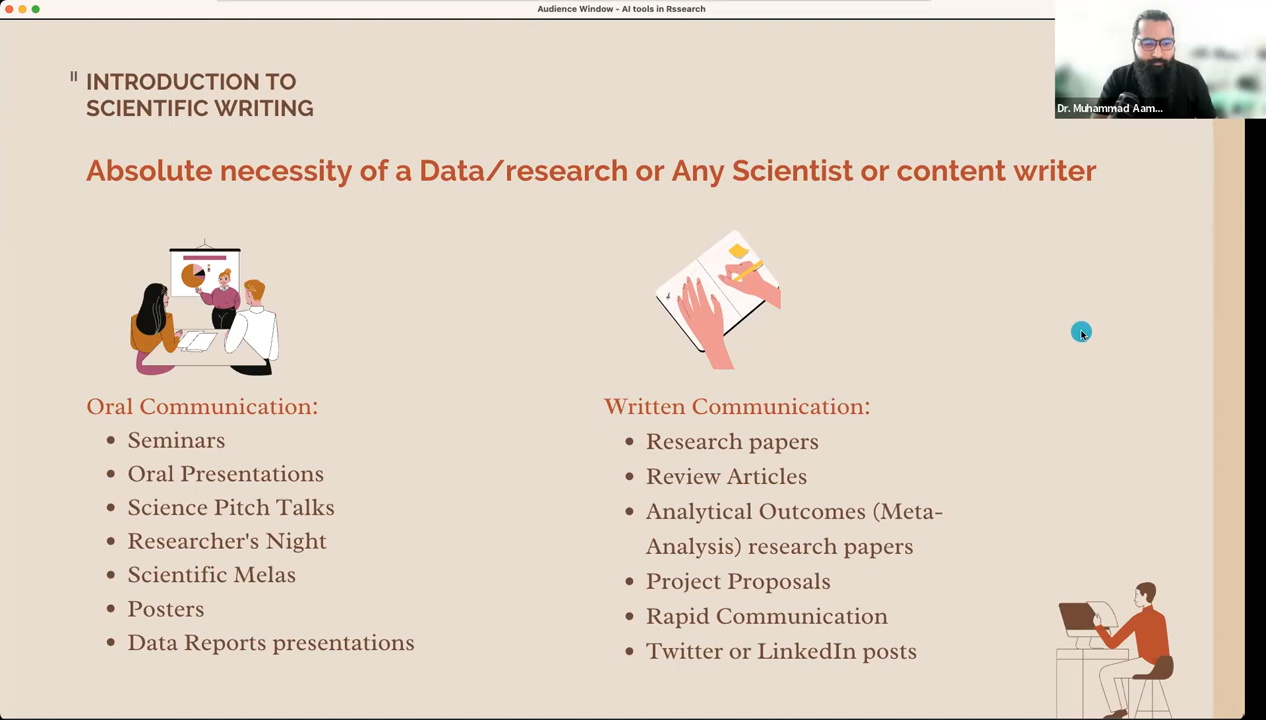 Audience Window - AI tools in Rssearch
Dr. Muhammad Aam...
II
INTRODUCTION TO
SCIENTIFIC WRITING
Absolute necessity of a Data/research or Any Scientist or content writer
Oral Communication:
• Seminars
• Oral Presentations
• Science Pitch Talks
• Researcher's Night
• Scientific Melas
• Posters
• Data Reports presentations
Written Communication:
• Research papers
• Review Articles
• Analytical Outcomes (Meta-
Analysis) research papers
• Project Proposals
• Rapid Communication
• Twitter or LinkedIn posts